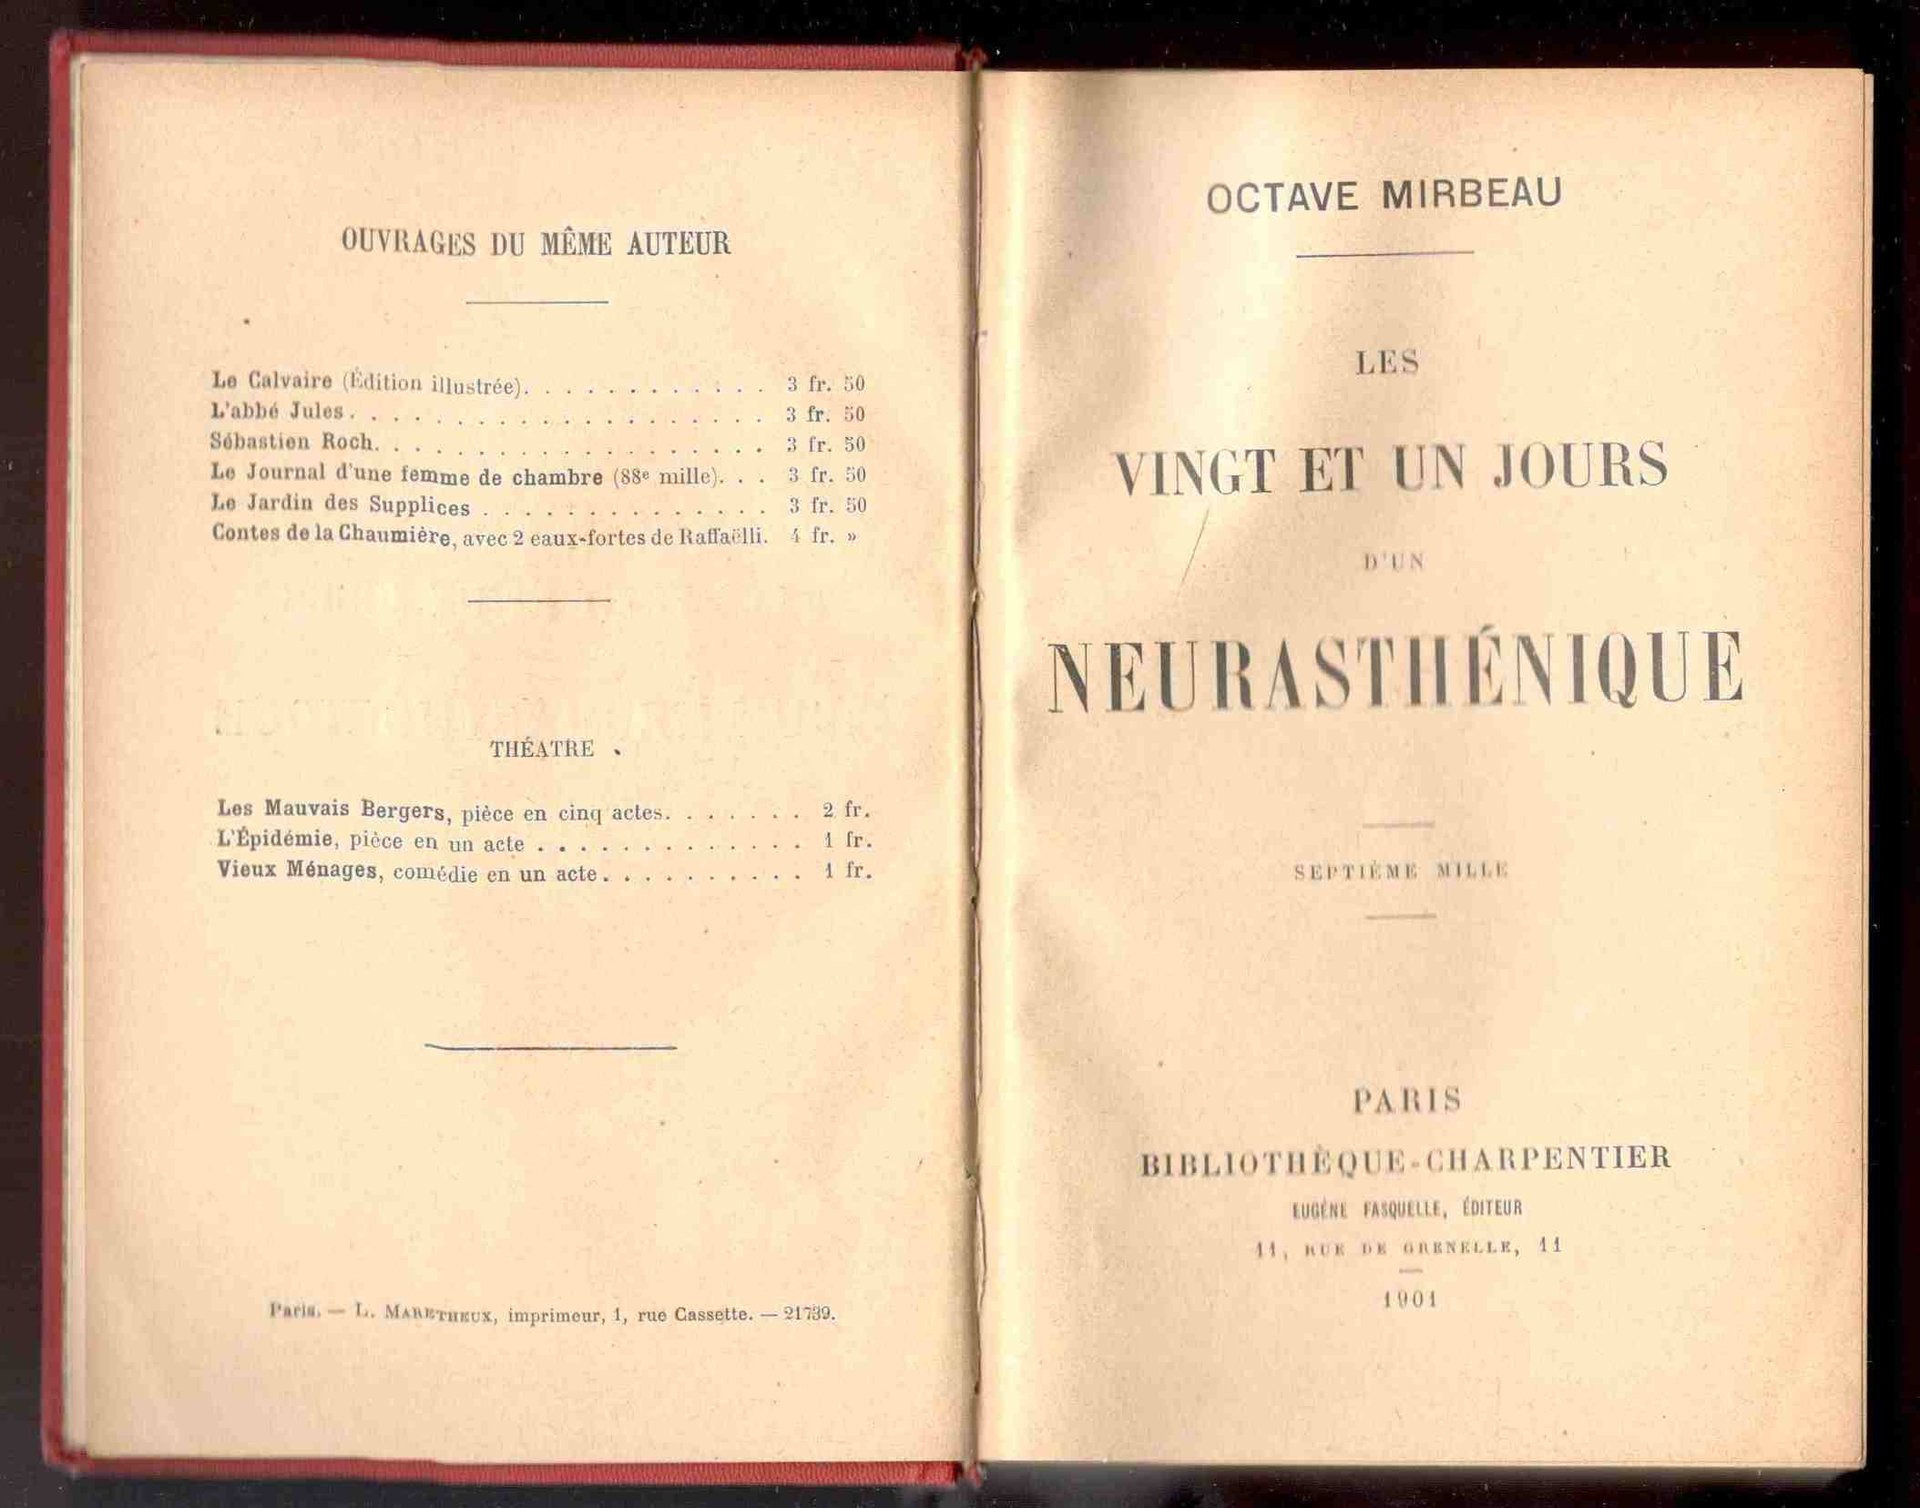 OUVRAGES DU MÊME AUTEUR
Le Calvaire (Édition illustrée). . . . . . . . . . . . 3 fr. 50
L'abbé Jules. . . . . . . . . . . . . . . . . . . 3 fr. 50
Sébastien Roch. . . . . . . . . . . . . . . . . . 3 fr. 50
Le Journal d'une femme de chambre (88e mille). . . 3 fr. 50
Le Jardin des Supplices . . . . . . . . . . . . . . 3 fr. 50
Contes de la Chaumière, avec 2 eaux-fortes de Raffaëlli. 4 fr. »
THÉATRE
Les Mauvais Bergers, pièce en cinq actes. . . . . . . 2 fr.
L'Épidémie, pièce en un acte . . . . . . . . . . . . . 1 fr.
Vieux Ménages, comédie en un acte. . . . . . . . . . 1 fr.
Paris. — L. MARETHEUX, imprimeur, 1, rue Cassette. — 21739.
OCTAVE MIRBEAU
LES
VINGT ET UN JOURS
D'UN
NEURASTHÉNIQUE
SEPTIÈME MILLE
PARIS
BIBLIOTHÈQUE-CHARPENTIER
EUGÈNE FASQUELLE, ÉDITEUR
11, RUE DE GRENELLE, 11
1901